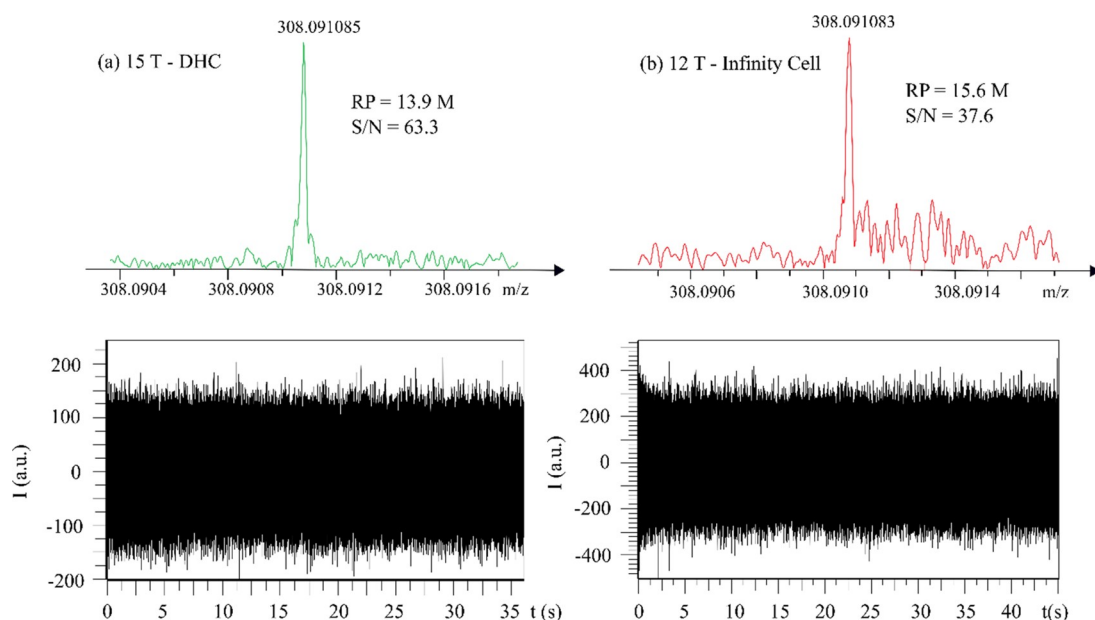 308.091085
(a) 15 T - DHC
RP = 13.9 M
S/N = 63.3
308.0904 308.0908 308.0912 308.0916 m/z
308.091083
(b) 12 T - Infinity Cell
RP = 15.6 M
S/N = 37.6
308.0906 308.0910 308.0914 m/z
I (a.u.)
200
100
0
-100
-200
0 5 10 15 20 25 30 35 t (s)
I (a.u.)
400
200
0
-200
-400
0 5 10 15 20 25 30 35 40 t(s)